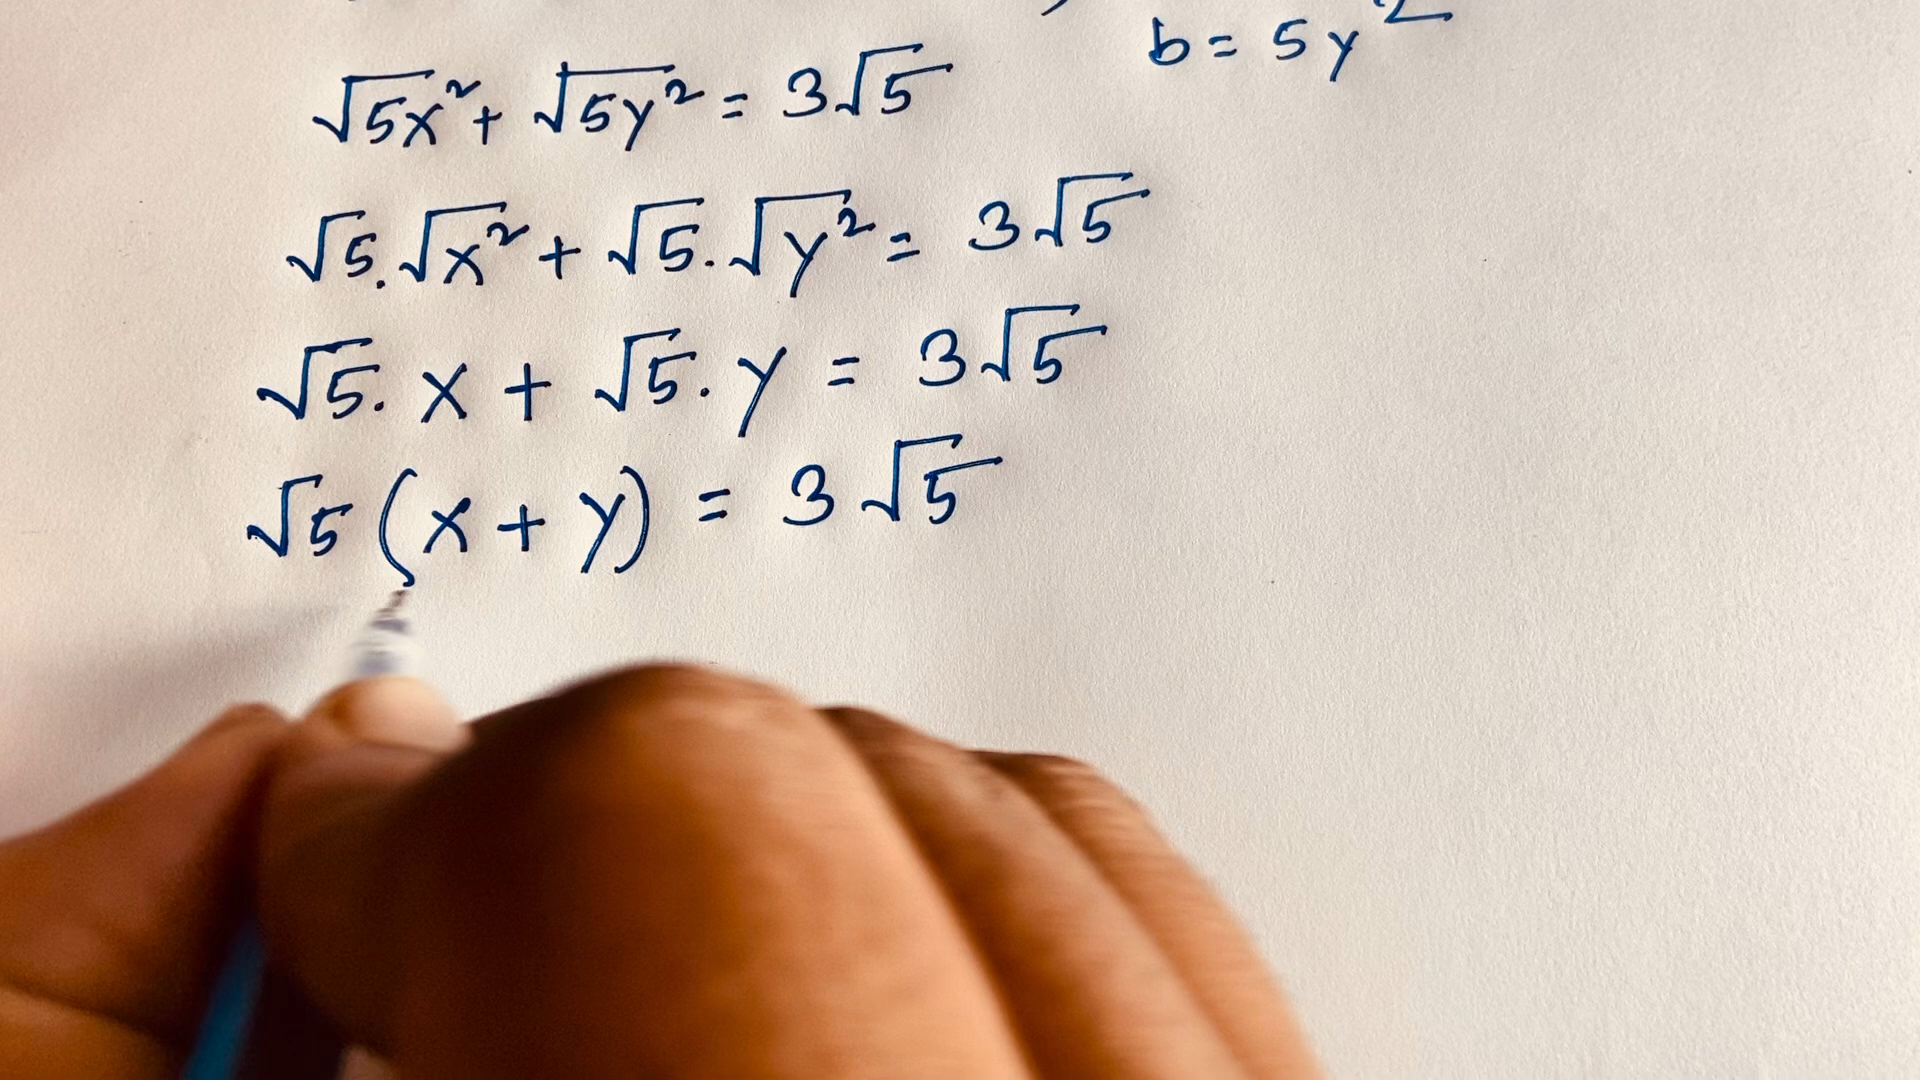 b = 5y²
√5x² + √5y² = 3√5
√5.√x² + √5.√y² = 3√5
√5. x + √5. y = 3√5
√5 (x + y) = 3√5